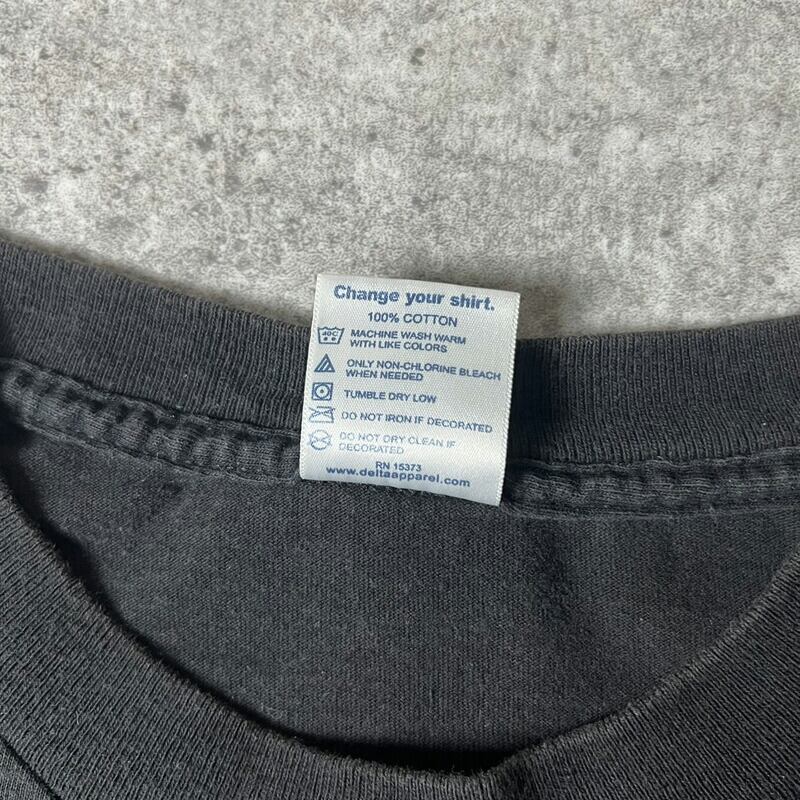 Change your shirt.
100% COTTON
40C
MACHINE WASH WARM
WITH LIKE COLORS
ONLY NON-CHLORINE BLEACH
WHEN NEEDED
TUMBLE DRY LOW
DO NOT IRON IF DECORATED
DO NOT DRY CLEAN IF
DECORATED
RN 15373
www.deltaapparel.com